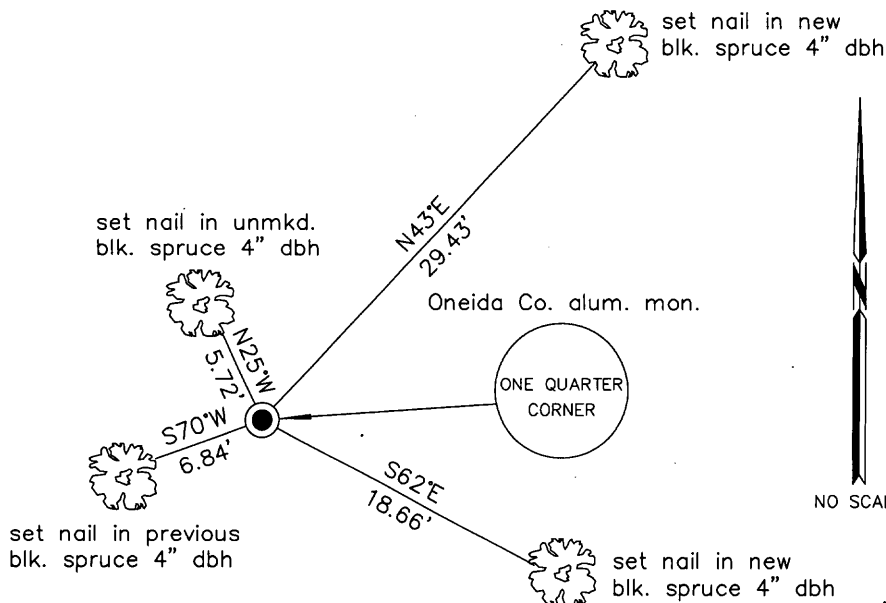 set nail in new
blk. spruce 4" dbh
N43°E
29.43'
set nail in unmkd.
blk. spruce 4" dbh
Oneida Co. alum. mon.
N25°W
5.72'
ONE QUARTER
CORNER
N
S70°W
6.84'
S62°E
18.66'
NO SCAL
set nail in previous
blk. spruce 4" dbh
set nail in new
blk. spruce 4" dbh